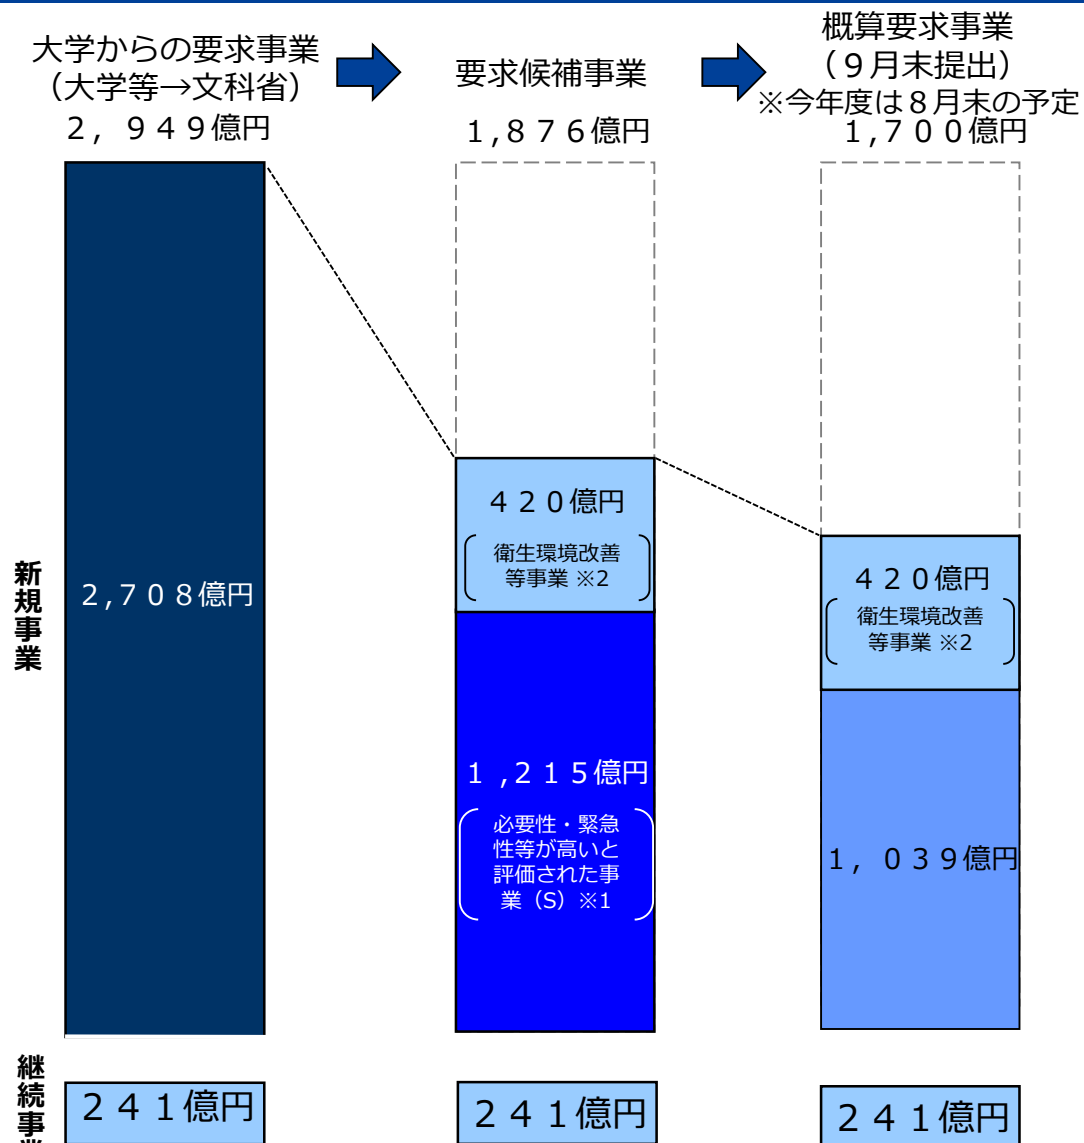 大学からの要求事業
（大学等→文科省）
２，９４９億円
要求候補事業
１,８７６億円
概算要求事業
（９月末提出）
※今年度は８月末の予定
１,７００億円
新規事業
２,７０８億円
４２０億円
衛生環境改善
等事業 ※2
１,２１５億円
必要性・緊急
性等が高いと
評価された事
業（S）※1
４２０億円
衛生環境改善
等事業 ※2
１，０３９億円
継続事業
２４１億円
２４１億円
２４１億円